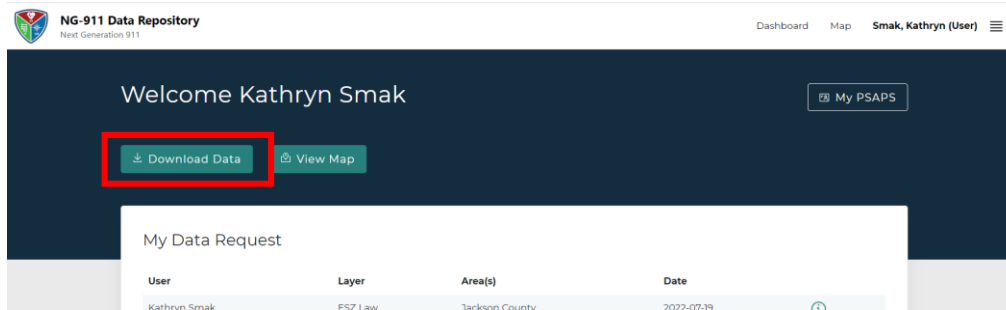 NG-911 Data Repository
Next Generation 911
Dashboard Map Smak, Kathryn (User)
Welcome Kathryn Smak
My PSAPS
Download Data View Map
My Data Request
User Layer Area(s) Date
Kathryn Smak ESZ Law Jackson County 2022-07-19